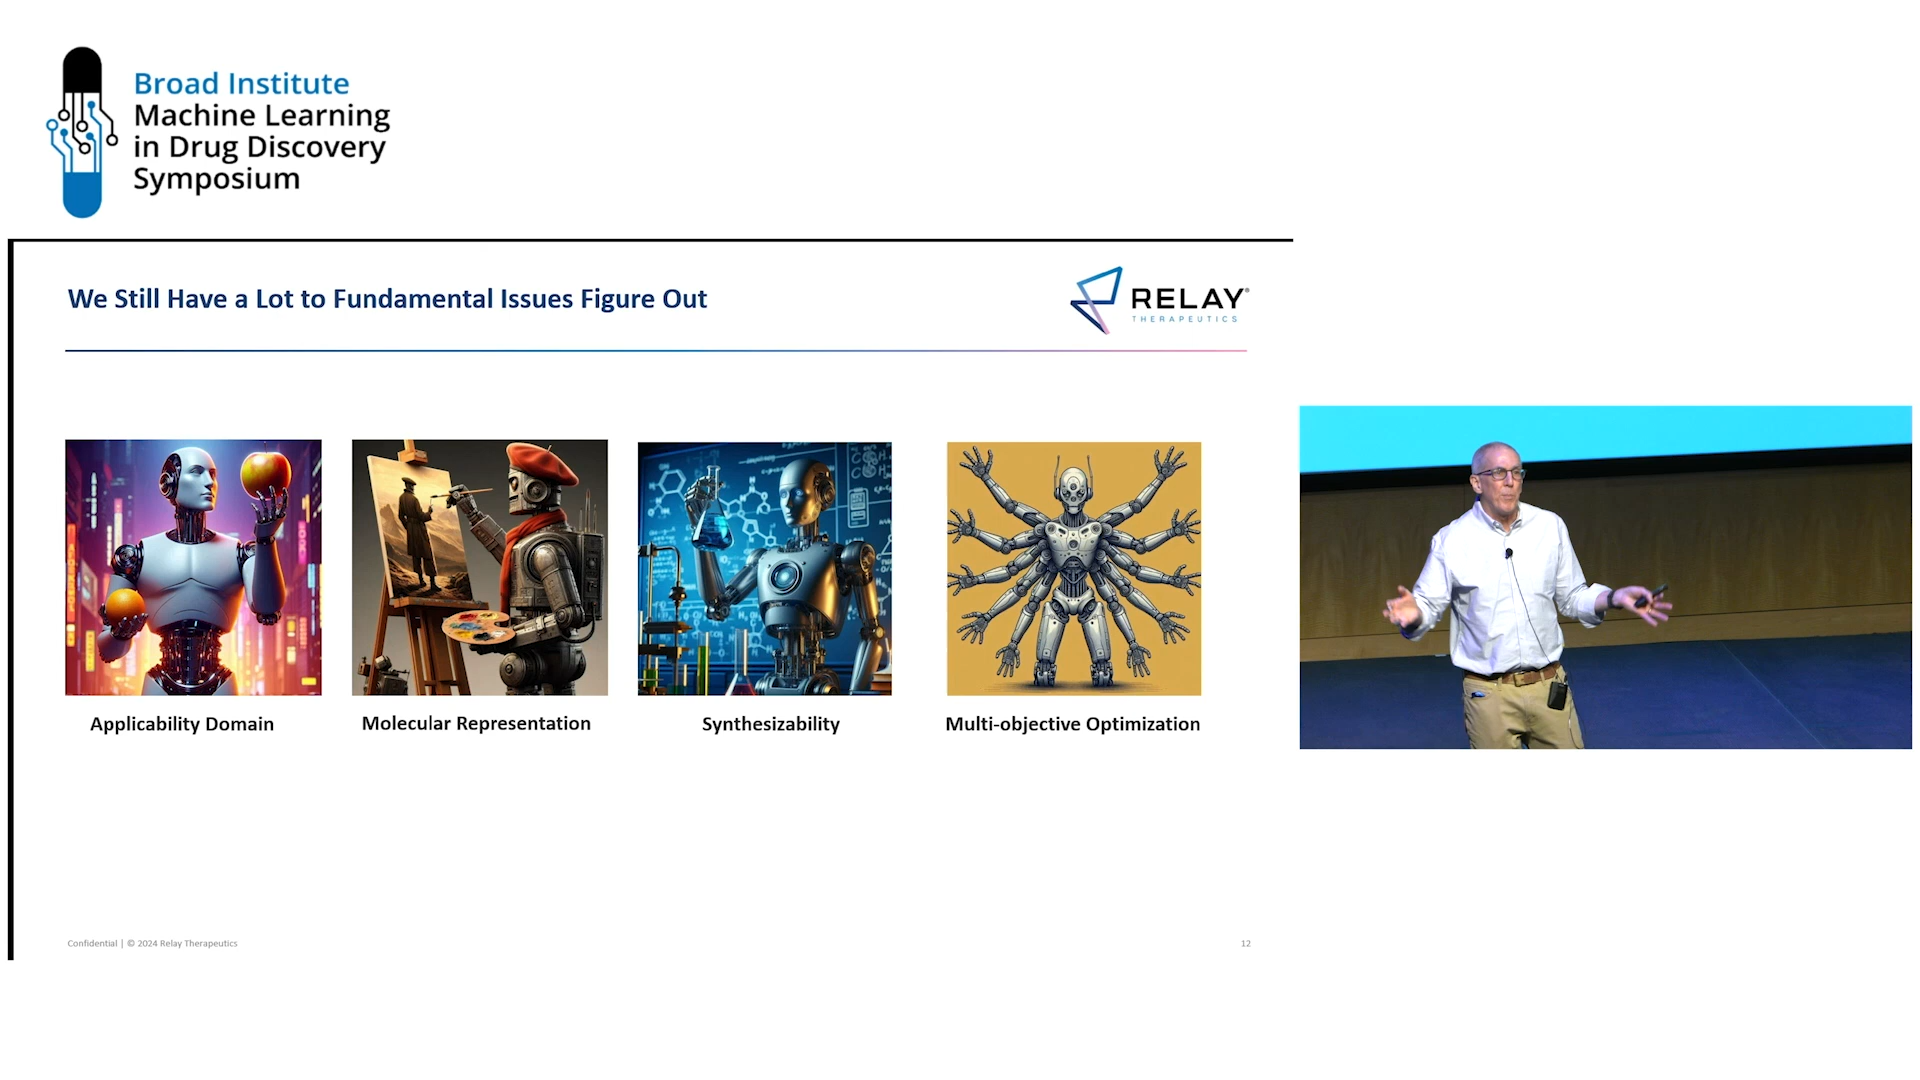 Broad Institute
Machine Learning
in Drug Discovery
Symposium
We Still Have a Lot to Fundamental Issues Figure Out
RELAY®
THERAPEUTICS
Applicability Domain
Molecular Representation
Synthesizability
Multi-objective Optimization
Confidential | © 2024 Relay Therapeutics
12